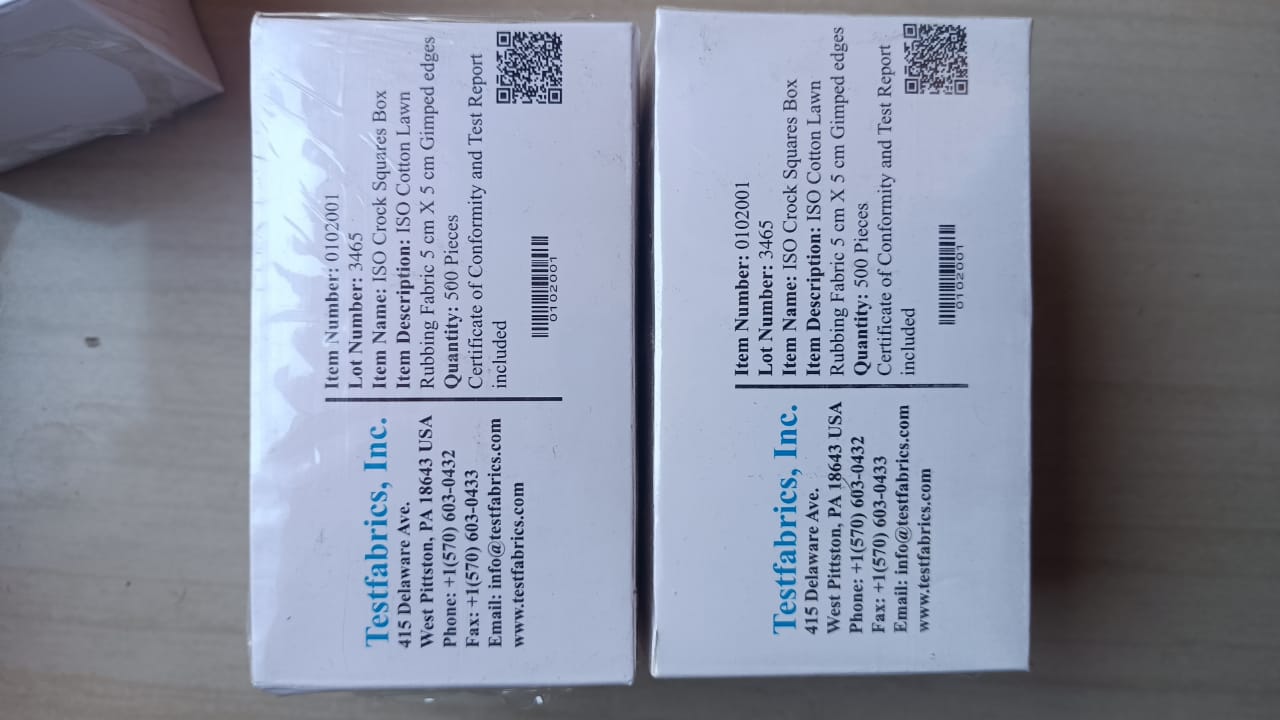 Testfabrics, Inc.
415 Delaware Ave.
West Pittston, PA 18643 USA
Phone: +1(570) 603-0432
Fax: +1(570) 603-0433
Email: info@testfabrics.com
www.testfabrics.com
Item Number: 0102001
Lot Number: 3465
Item Name: ISO Crock Squares Box
Item Description: ISO Cotton Lawn
Rubbing Fabric 5 cm X 5 cm Gimped edges
Quantity: 500 Pieces
Certificate of Conformity and Test Report
included
0102001
Testfabrics, Inc.
415 Delaware Ave.
West Pittston, PA 18643 USA
Phone: +1(570) 603-0432
Fax: +1(570) 603-0433
Email: info@testfabrics.com
www.testfabrics.com
Item Number: 0102001
Lot Number: 3465
Item Name: ISO Crock Squares Box
Item Description: ISO Cotton Lawn
Rubbing Fabric 5 cm X 5 cm Gimped edges
Quantity: 500 Pieces
Certificate of Conformity and Test Report
included
0102001